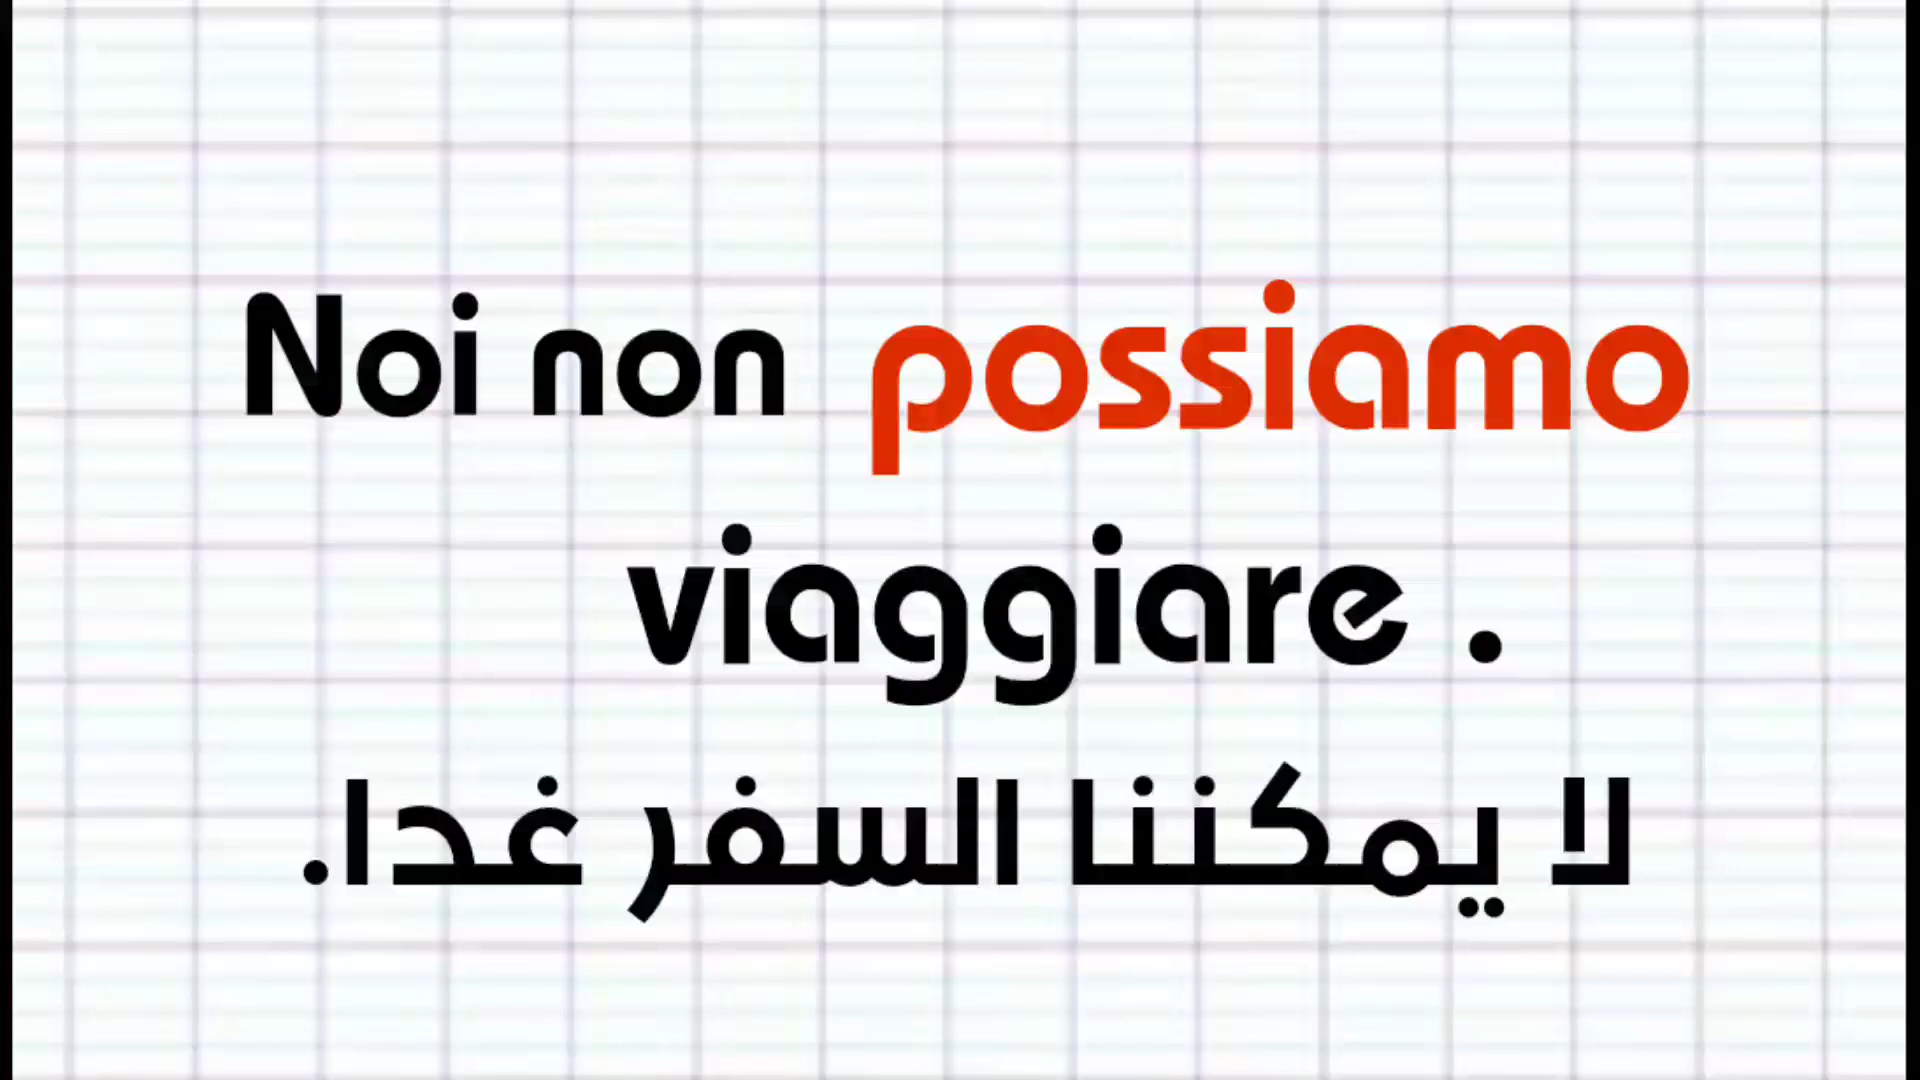 Noi non possiamo
viaggiare .
لا يمكننا السفر غدا.